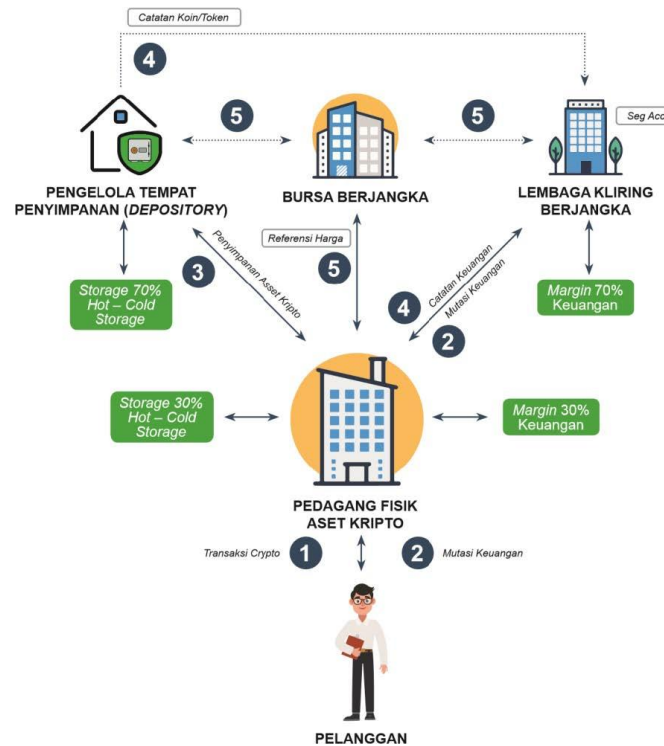 Catatan Koin/Token
4
5
5
Seg Acc
PENGELOLA TEMPAT
PENYIMPANAN (DEPOSITORY)
BURSA BERJANGKA
LEMBAGA KLIRING
BERJANGKA
Referensi Harga
5
3
Penyimpanan Asset Kripto
4
Catatan Keuangan
Mutasi Keuangan
2
Storage 70%
Hot – Cold
Storage
Margin 70%
Keuangan
Storage 30%
Hot – Cold
Storage
Margin 30%
Keuangan
PEDAGANG FISIK
ASET KRIPTO
Transaksi Crypto
1
2
Mutasi Keuangan
PELANGGAN